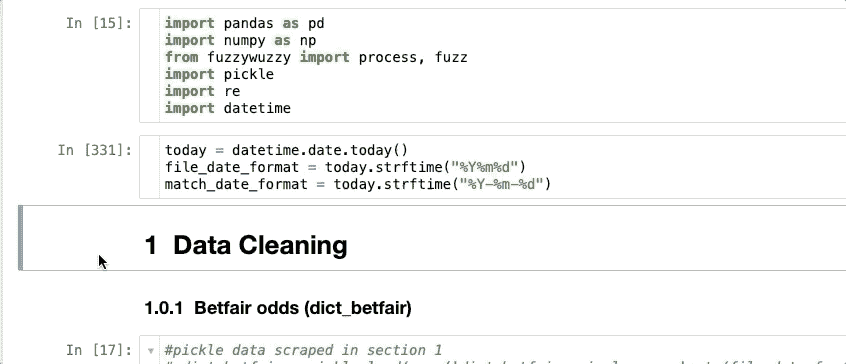 In [15]: import pandas as pd
import numpy as np
from fuzzywuzzy import process, fuzz
import pickle
import re
import datetime
In [331]: today = datetime.date.today()
file_date_format = today.strftime("%Y%m%d")
match_date_format = today.strftime("%Y-%m-%d")
1 Data Cleaning
1.0.1 Betfair odds (dict_betfair)
In [17]: #pickle data scraped in section 1